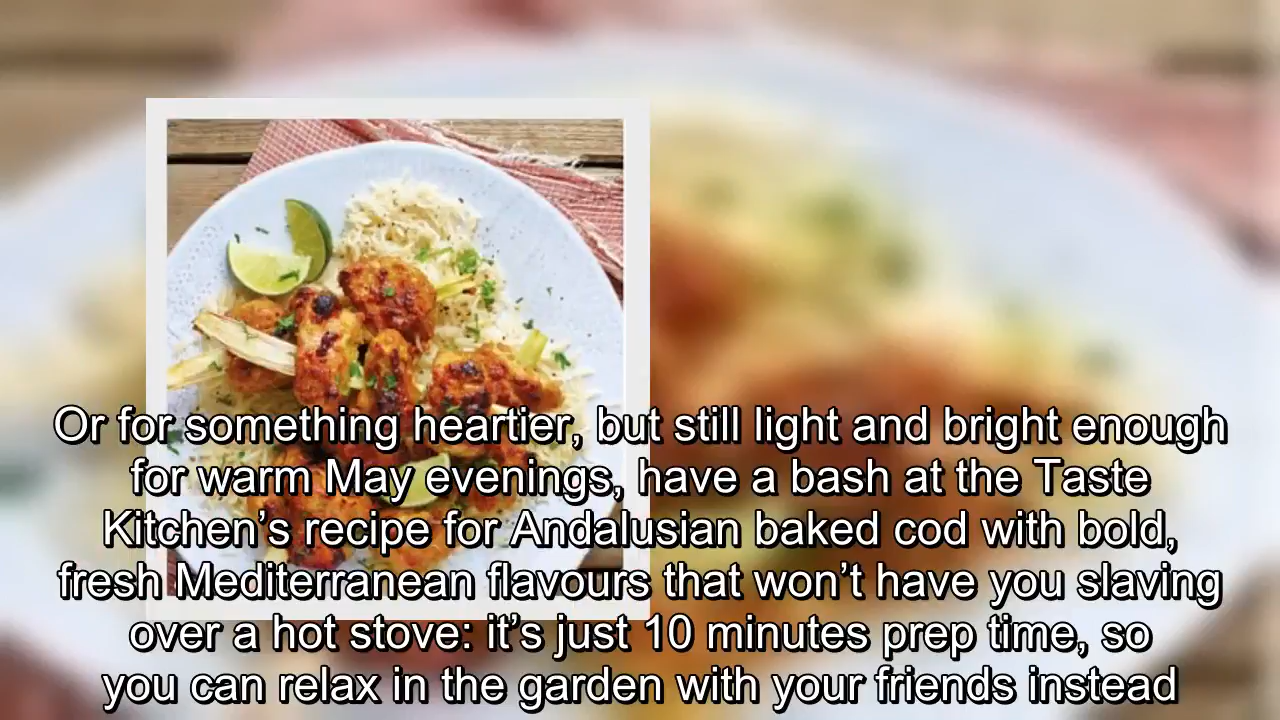 Or for something heartier, but still light and bright enough
for warm May evenings, have a bash at the Taste
Kitchen’s recipe for Andalusian baked cod with bold,
fresh Mediterranean flavours that won’t have you slaving
over a hot stove: it’s just 10 minutes prep time, so
you can relax in the garden with your friends instead